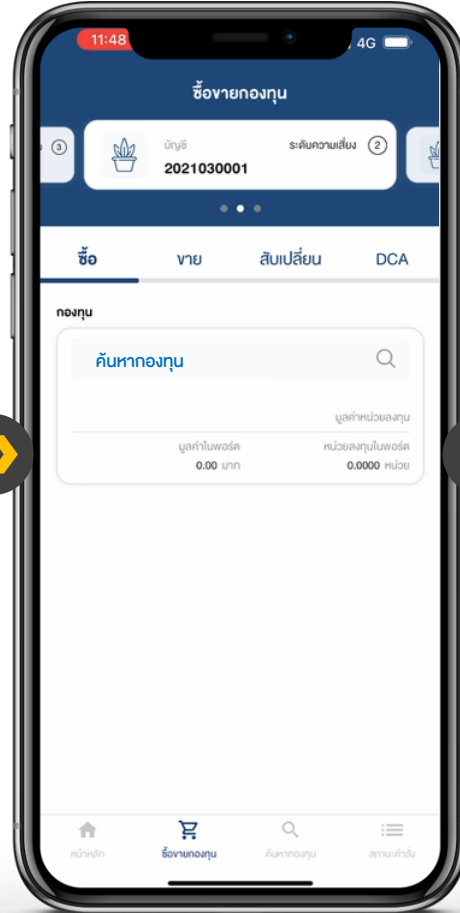 11:48 4G
ซื้อขายกองทุน
3
บัญชี ระดับความเสี่ยง 2
2021030001
ซื้อ ขาย สับเปลี่ยน DCA
กองทุน
ค้นหากองทุน
มูลค่าหน่วยลงทุน
มูลค่าในพอร์ต หน่วยลงทุนในพอร์ต
0.00 บาท 0.0000 หน่วย
หน้าหลัก ซื้อขายกองทุน ค้นหากองทุน สถานะคำสั่ง